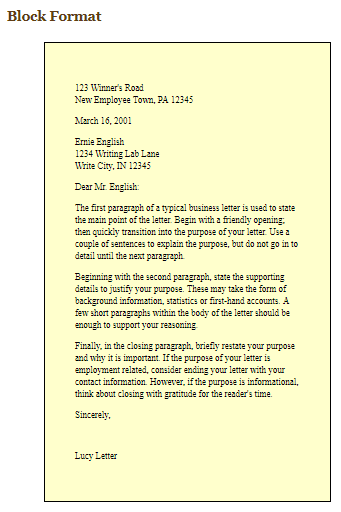 Block Format
123 Winner's Road
New Employee Town, PA 12345
March 16, 2001
Ernie English
1234 Writing Lab Lane
Write City, IN 12345
Dear Mr. English:
The first paragraph of a typical business letter is used to state
the main point of the letter. Begin with a friendly opening;
then quickly transition into the purpose of your letter. Use a
couple of sentences to explain the purpose, but do not go in to
detail until the next paragraph.
Beginning with the second paragraph, state the supporting
details to justify your purpose. These may take the form of
background information, statistics or first-hand accounts. A
few short paragraphs within the body of the letter should be
enough to support your reasoning.
Finally, in the closing paragraph, briefly restate your purpose
and why it is important. If the purpose of your letter is
employment related, consider ending your letter with your
contact information. However, if the purpose is informational,
think about closing with gratitude for the reader's time.
Sincerely,
Lucy Letter